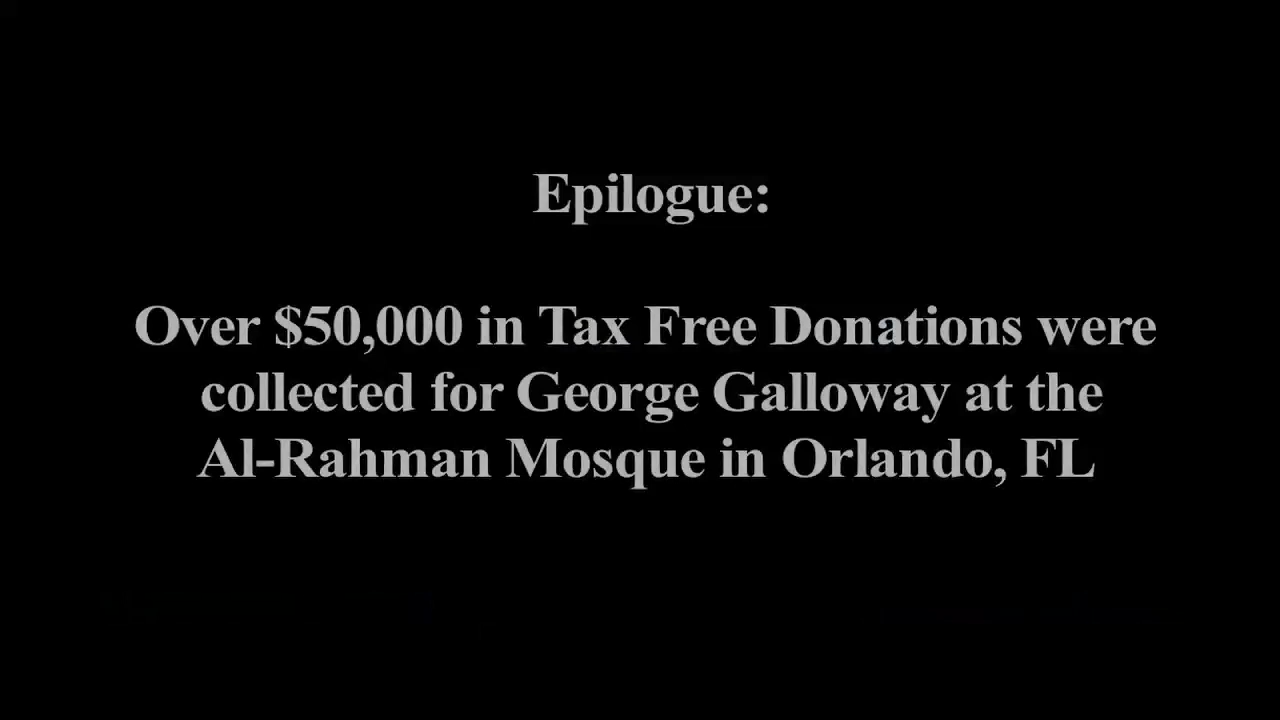 Epilogue:
Over $50,000 in Tax Free Donations were
collected for George Galloway at the
Al-Rahman Mosque in Orlando, FL